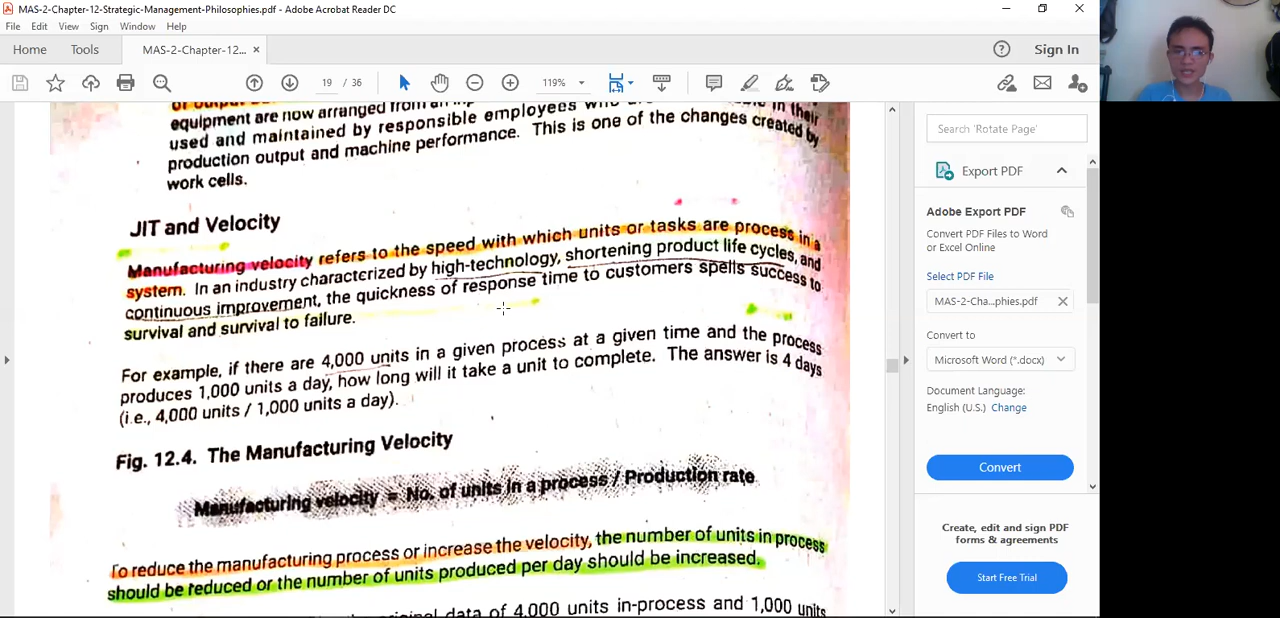 MAS-2-Chapter-12-Strategic-Management-Philosophies.pdf - Adobe Acrobat Reader DC
File Edit View Sign Window Help
Home Tools MAS-2-Chapter-12... × Sign In
19 / 36 119%
equipment are now arranged from an
used and maintained by responsible employees who are in their
production output and machine performance. This is one of the changes created by
work cells.
JIT and Velocity
Manufacturing velocity refers to the speed with which units or tasks are process in a
system. In an industry characterized by high-technology, shortening product life cycles, and
continuous improvement, the quickness of response time to customers spells success to
survival and survival to failure.
For example, if there are 4,000 units in a given process at a given time and the process
produces 1,000 units a day, how long will it take a unit to complete. The answer is 4 days
(i.e., 4,000 units / 1,000 units a day).
Fig. 12.4. The Manufacturing Velocity
Manufacturing velocity = No. of units in a process / Production rate
To reduce the manufacturing process or increase the velocity, the number of units in process
should be reduced or the number of units produced per day should be increased.
original data of 4,000 units in-process and 1,000 units
Search 'Rotate Page'
Export PDF
Adobe Export PDF
Convert PDF Files to Word
or Excel Online
Select PDF File
MAS-2-Cha...phies.pdf
Convert to
Microsoft Word (*.docx)
Document Language:
English (U.S.) Change
Convert
Create, edit and sign PDF
forms & agreements
Start Free Trial